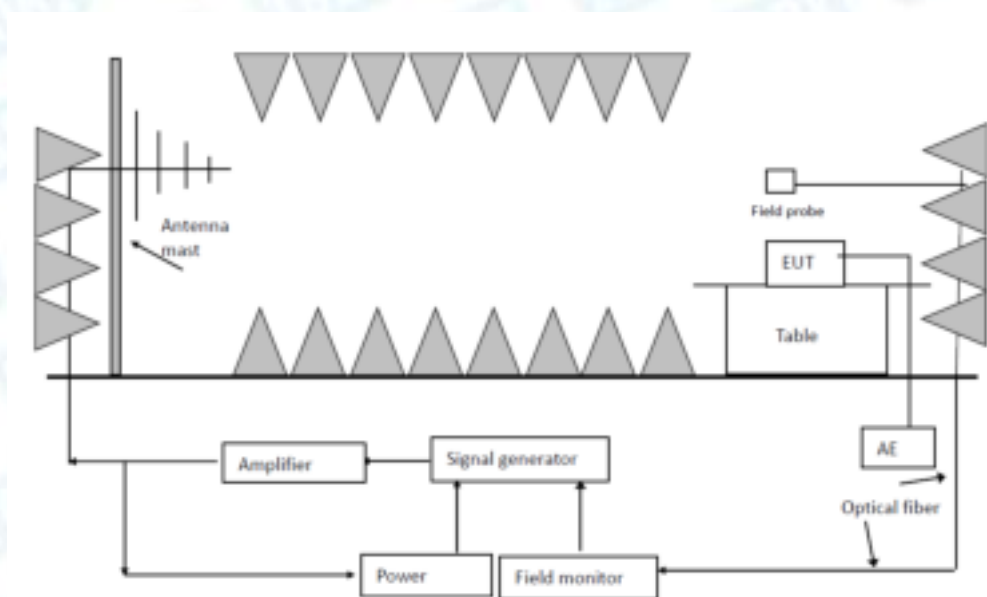 Antenna
mast
Field probe
EUT
Table
AE
Amplifier
Signal generator
Optical fiber
Power
Field monitor